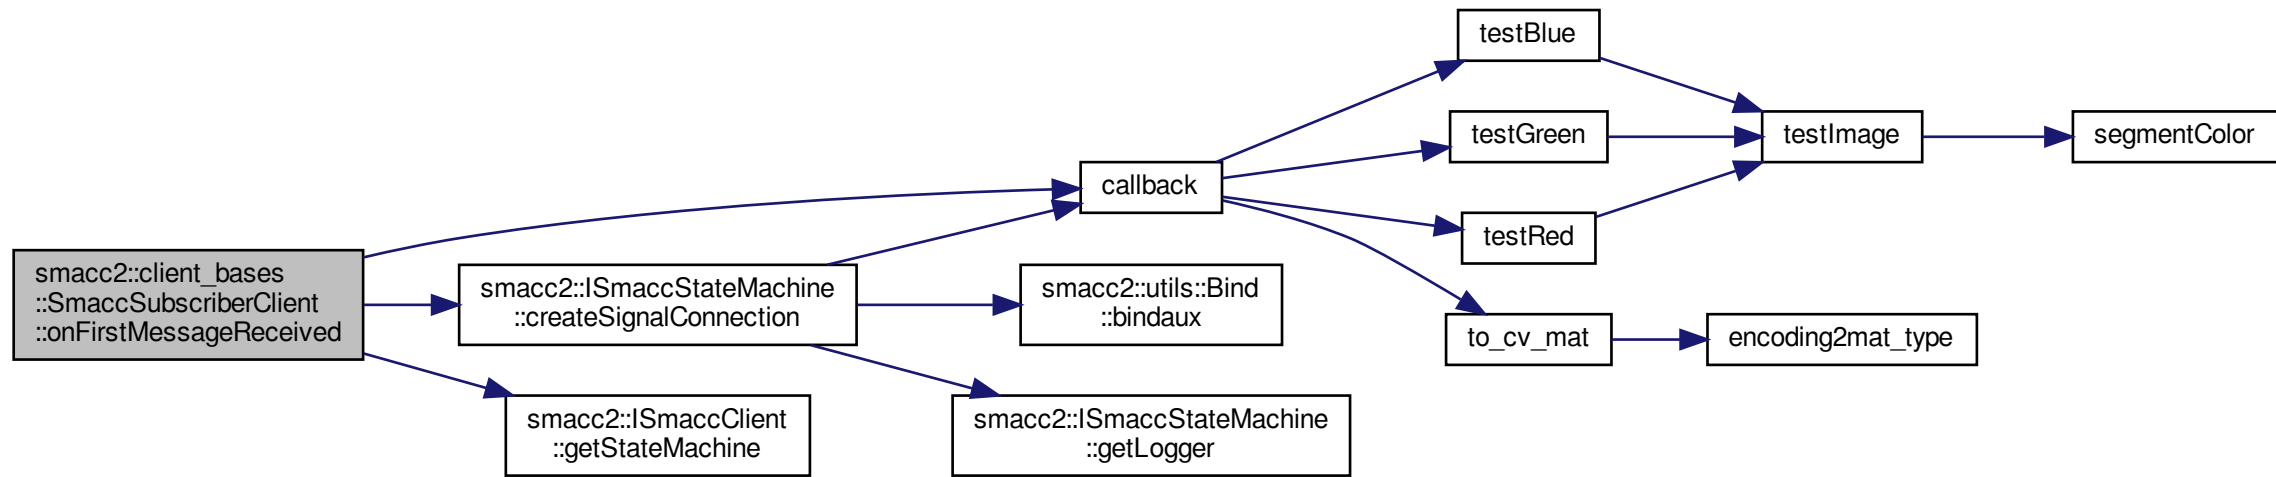 smacc2::client_bases
::SmaccSubscriberClient
::onFirstMessageReceived
smacc2::ISmaccStateMachine
::createSignalConnection
smacc2::ISmaccClient
::getStateMachine
callback
smacc2::utils::Bind
::bindaux
smacc2::ISmaccStateMachine
::getLogger
testBlue
testGreen
testRed
to_cv_mat
testImage
encoding2mat_type
segmentColor